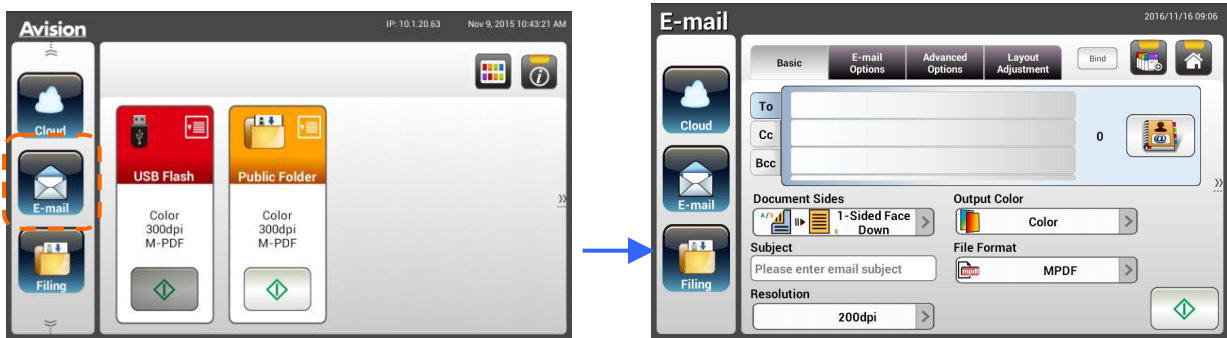 Avision
IP: 10.1.20.63
Nov 9, 2015 10:43:21 AM
Cloud
E-mail
Filing
USB Flash
Color
300dpi
M-PDF
Public Folder
Color
300dpi
M-PDF
E-mail
2016/11/16 09:06
Cloud
E-mail
Filing
Basic
E-mail
Options
Advanced
Options
Layout
Adjustment
Bind
To
Cc
Bcc
0
Document Sides
1-Sided Face
Down
Output Color
Color
Subject
Please enter email subject
File Format
MPDF
Resolution
200dpi